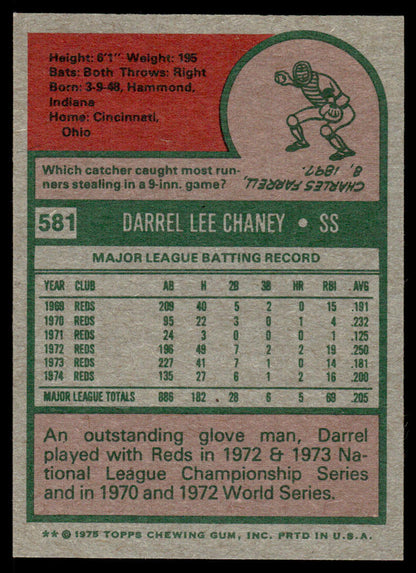 Height: 6'1" Weight: 195
Bats: Both Throws: Right
Born: 3-9-48, Hammond,
Indiana
Home: Cincinnati,
Ohio
Which catcher caught most run-
ners stealing in a 9-inn. game?
CHARLES FARRELL,
8, 1897.
581 DARREL LEE CHANEY • SS
MAJOR LEAGUE BATTING RECORD
YEAR CLUB AB H 2B 3B HR RBI AVG
1969 REDS 209 40 5 2 0 15 .191
1970 REDS 95 22 3 0 1 4 .232
1971 REDS 24 3 0 0 0 1 .125
1972 REDS 196 49 7 2 2 19 .250
1973 REDS 227 41 7 1 0 14 .181
1974 REDS 135 27 6 1 2 16 .200
MAJOR LEAGUE TOTALS 886 182 28 6 5 69 .205
An outstanding glove man, Darrel
played with Reds in 1972 & 1973 Na-
tional League Championship Series
and in 1970 and 1972 World Series.
** © 1975 TOPPS CHEWING GUM, INC. PRTD IN U.S.A.